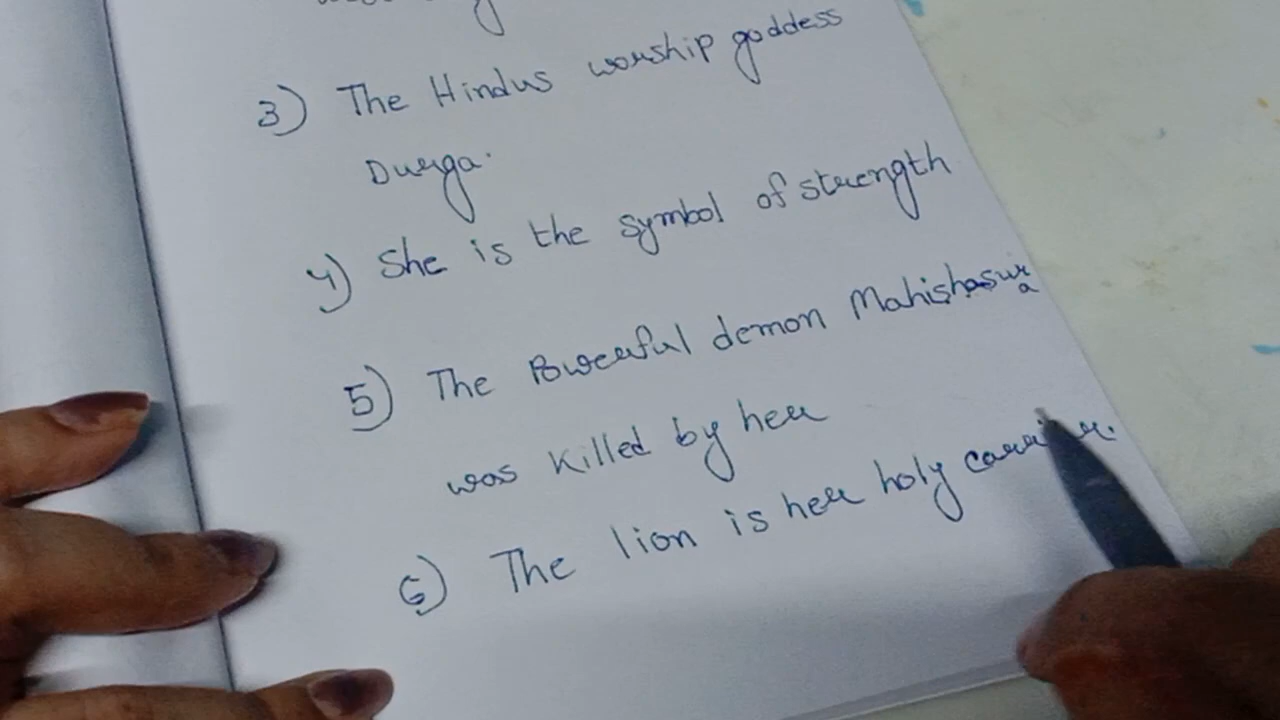 3) The Hindus worship goddess
Durga.
4) She is the symbol of strength
5) The Powerful demon Mahishasura
was killed by her
6) The lion is her holy carrier.